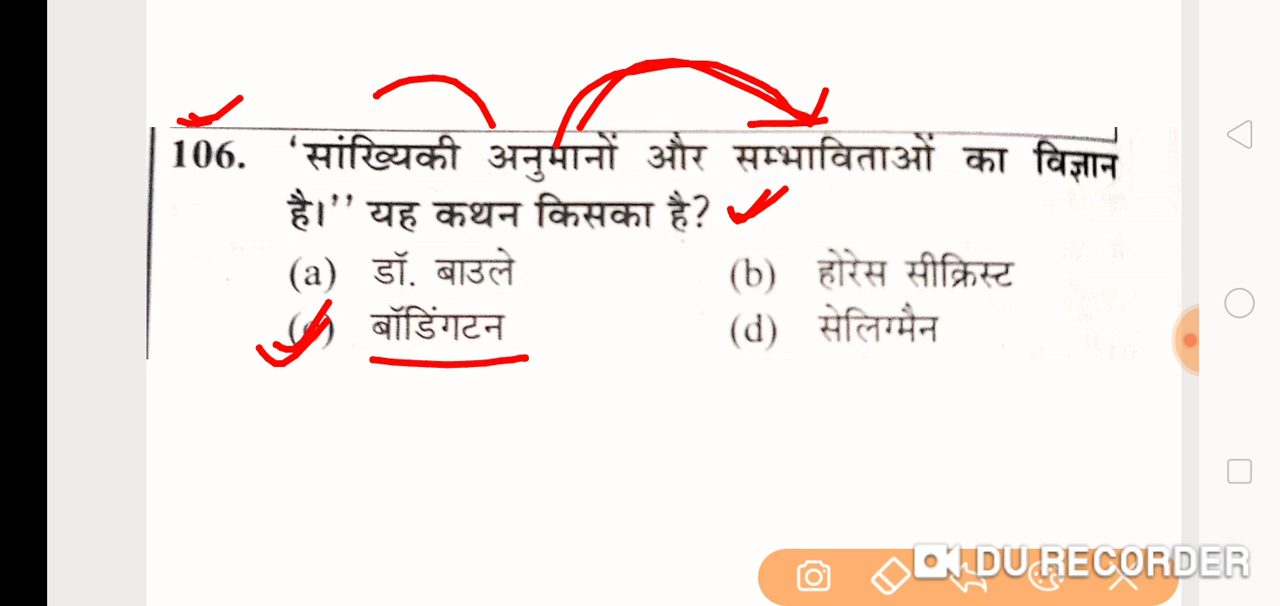 106. 'सांख्यिकी अनुमानों और सम्भाविताओं का विज्ञान
है।'' यह कथन किसका है?
(a) डॉ. बाउले (b) होरेस सीक्रिस्ट
(c) बॉडिंगटन (d) सेलिग्मैन
DU RECORDER